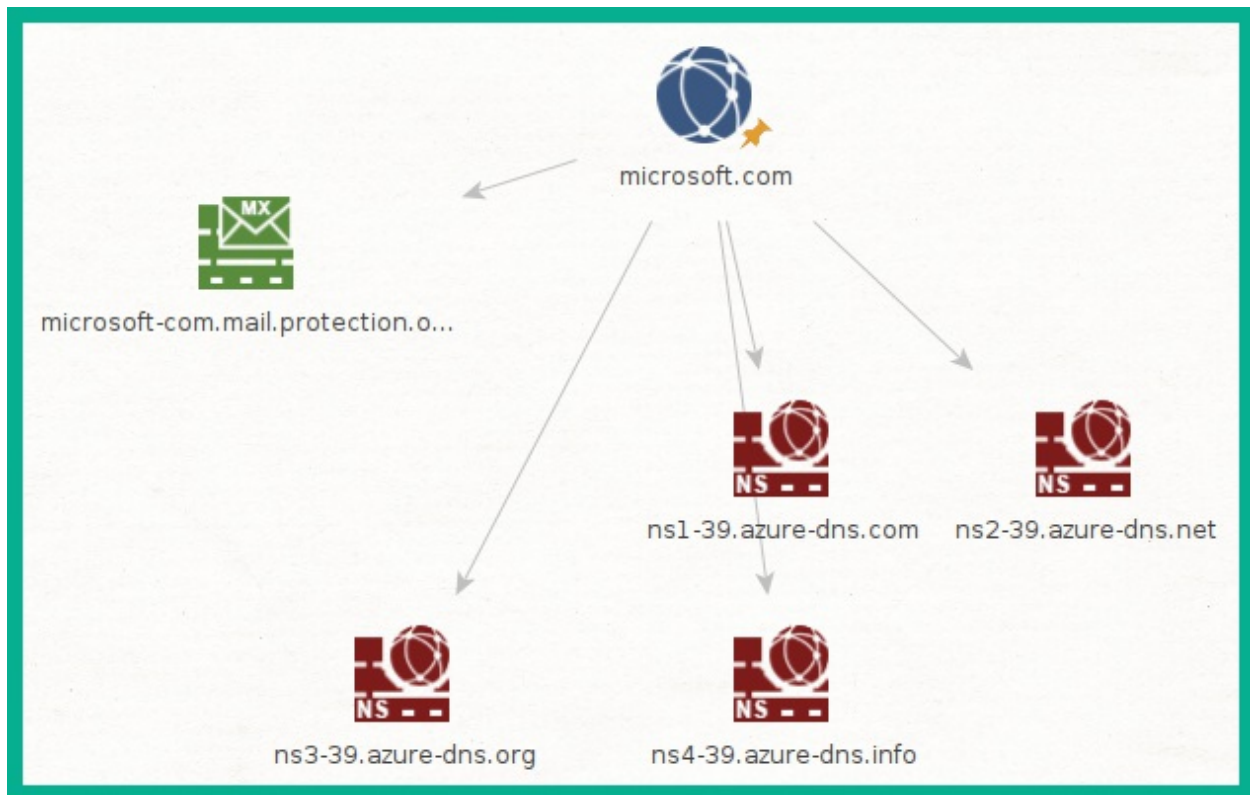 microsoft.com
MX
microsoft-com.mail.protection.o...
NS
ns1-39.azure-dns.com
NS
ns2-39.azure-dns.net
NS
ns3-39.azure-dns.org
NS
ns4-39.azure-dns.info